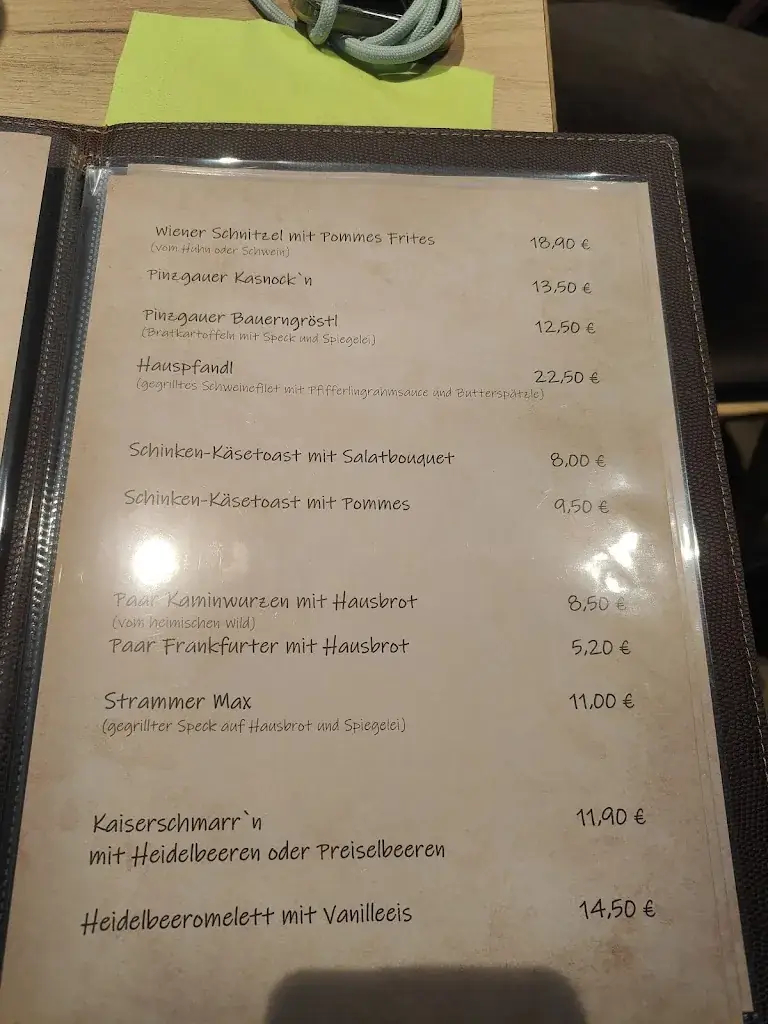 Wiener Schnitzel mit Pommes Frites 18,90 €
(vom Huhn oder Schwein)
Pinzgauer Kasnock`n 13,50 €
Pinzgauer Bauerngröstl 12,50 €
(Bratkartoffeln mit Speck und Spiegelei)
Hauspfandl 22,50 €
(gegrilltes Schweinefilet mit Pfifferlingrahmsauce und Butterspätzle)
Schinken-Käsetoast mit Salatbouquet 8,00 €
Schinken-Käsetoast mit Pommes 9,50 €
Paar Kaminwurzen mit Hausbrot 8,50 €
(vom heimischen Wild)
Paar Frankfurter mit Hausbrot 5,20 €
Strammer Max 11,00 €
(gegrillter Speck auf Hausbrot und Spiegelei)
Kaiserschmarr`n 11,90 €
mit Heidelbeeren oder Preiselbeeren
Heidelbeeromelett mit Vanilleeis 14,50 €